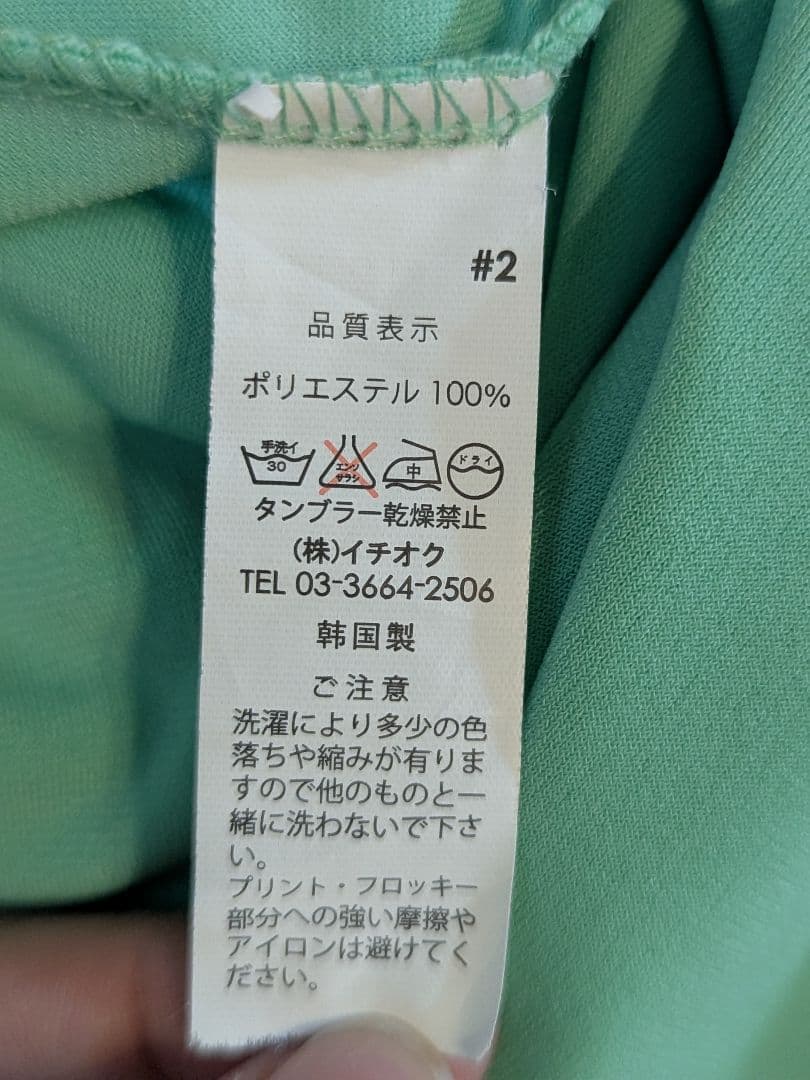 #2
品質表示
ポリエステル 100%
手洗イ 30 エンソ サラシ 中 ドライ
タンブラー乾燥禁止
(株)イチオク
TEL 03-3664-2506
韩国製
ご注意
洗濯により多少の色
落ちや縮みが有りま
すので他のものと一
緒に洗わないで下さ
い。
プリント・フロッキー
部分への強い摩擦や
アイロンは避けてく
ださい。